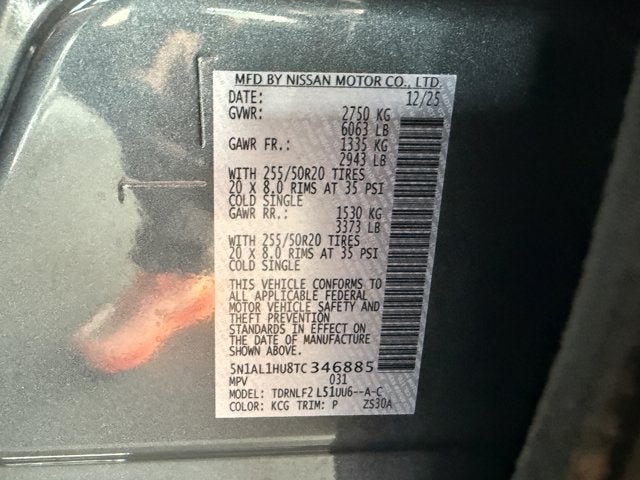 MFD BY NISSAN MOTOR CO., LTD.
DATE: 12/25
GVWR: 2750 KG
6063 LB
GAWR FR.: 1335 KG
2943 LB
WITH 255/50R20 TIRES
20 X 8.0 RIMS AT 35 PSI
COLD SINGLE
GAWR RR.: 1530 KG
3373 LB
WITH 255/50R20 TIRES
20 X 8.0 RIMS AT 35 PSI
COLD SINGLE
THIS VEHICLE CONFORMS TO
ALL APPLICABLE FEDERAL
MOTOR VEHICLE SAFETY AND
THEFT PREVENTION
STANDARDS IN EFFECT ON
THE DATE OF MANUFACTURE
SHOWN ABOVE.
5N1AL1HU8TC346885
MPV 031
MODEL: TDRNLF2 L51UU6--A-C
COLOR: KCG TRIM: P ZS30A